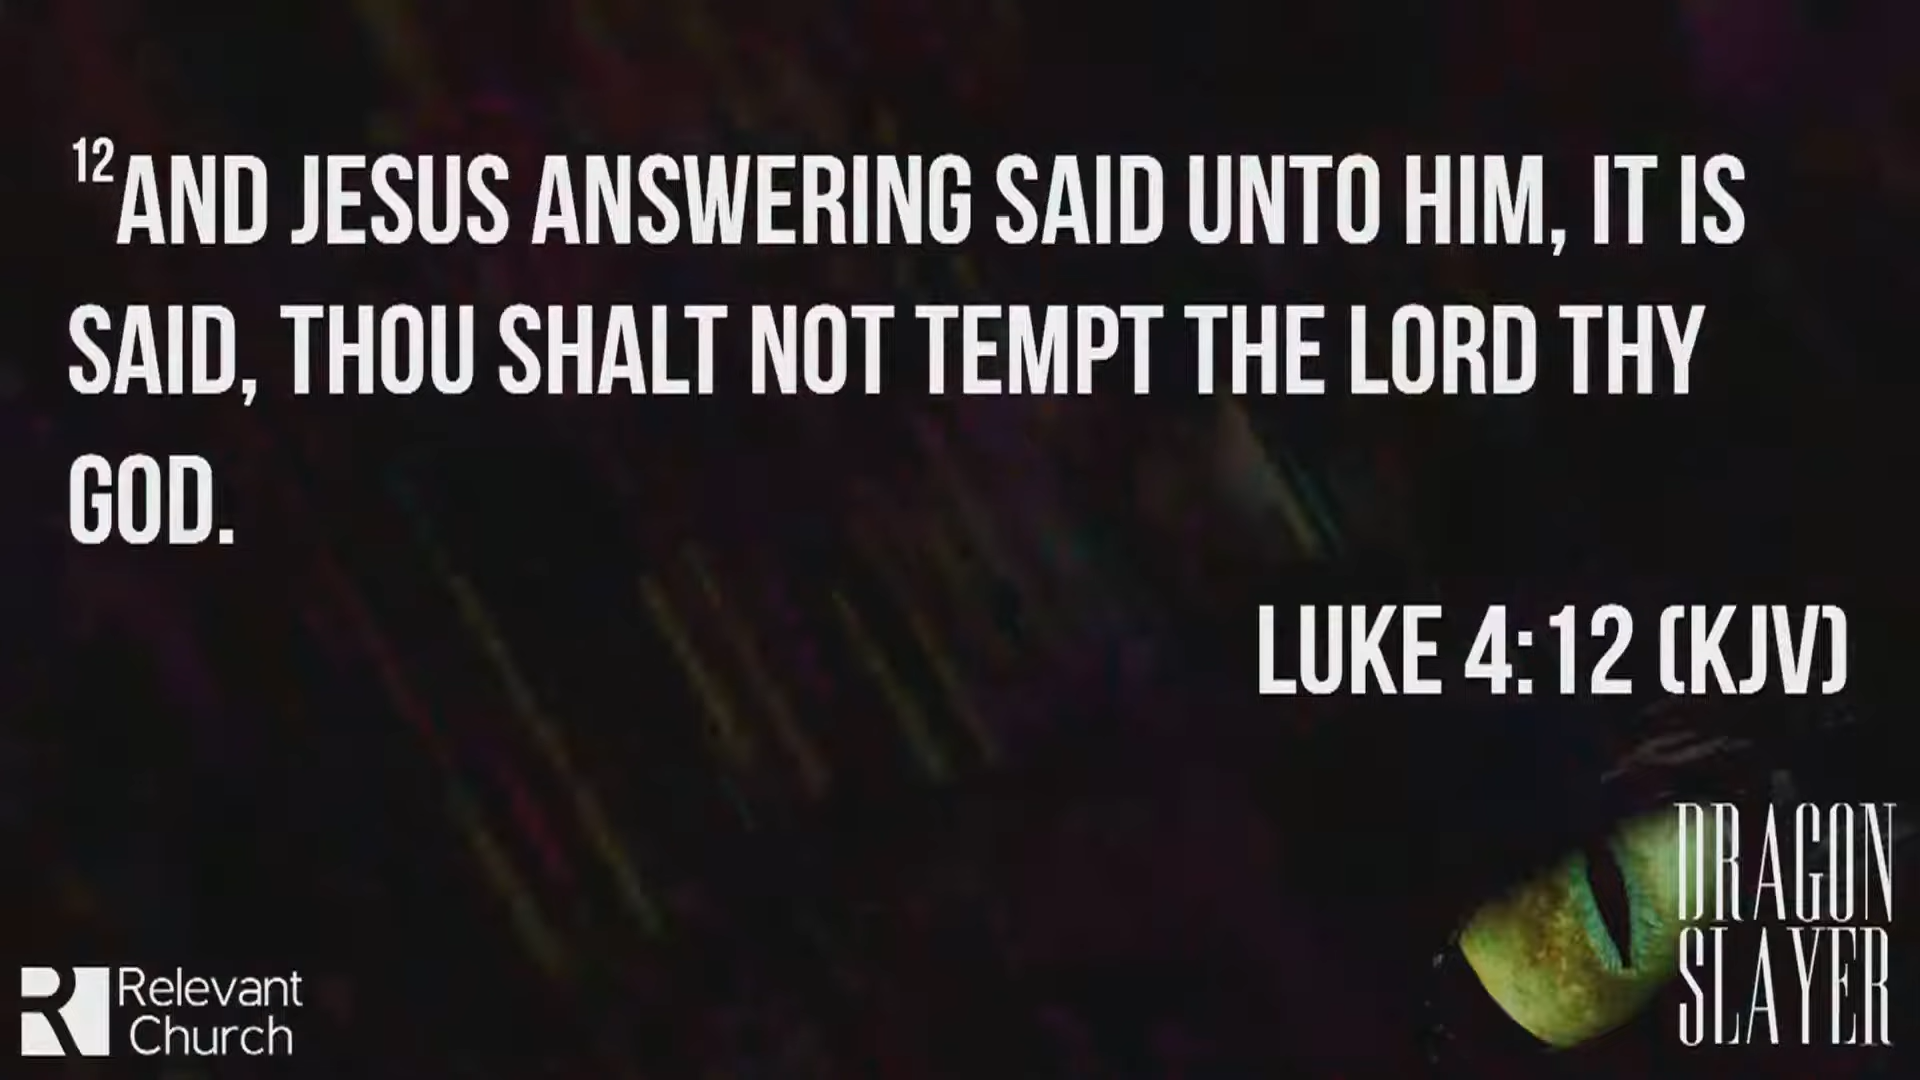 12AND JESUS ANSWERING SAID UNTO HIM, IT IS
SAID, THOU SHALT NOT TEMPT THE LORD THY
GOD.
LUKE 4:12 (KJV)
DRAGON
SLAYER
Relevant
Church